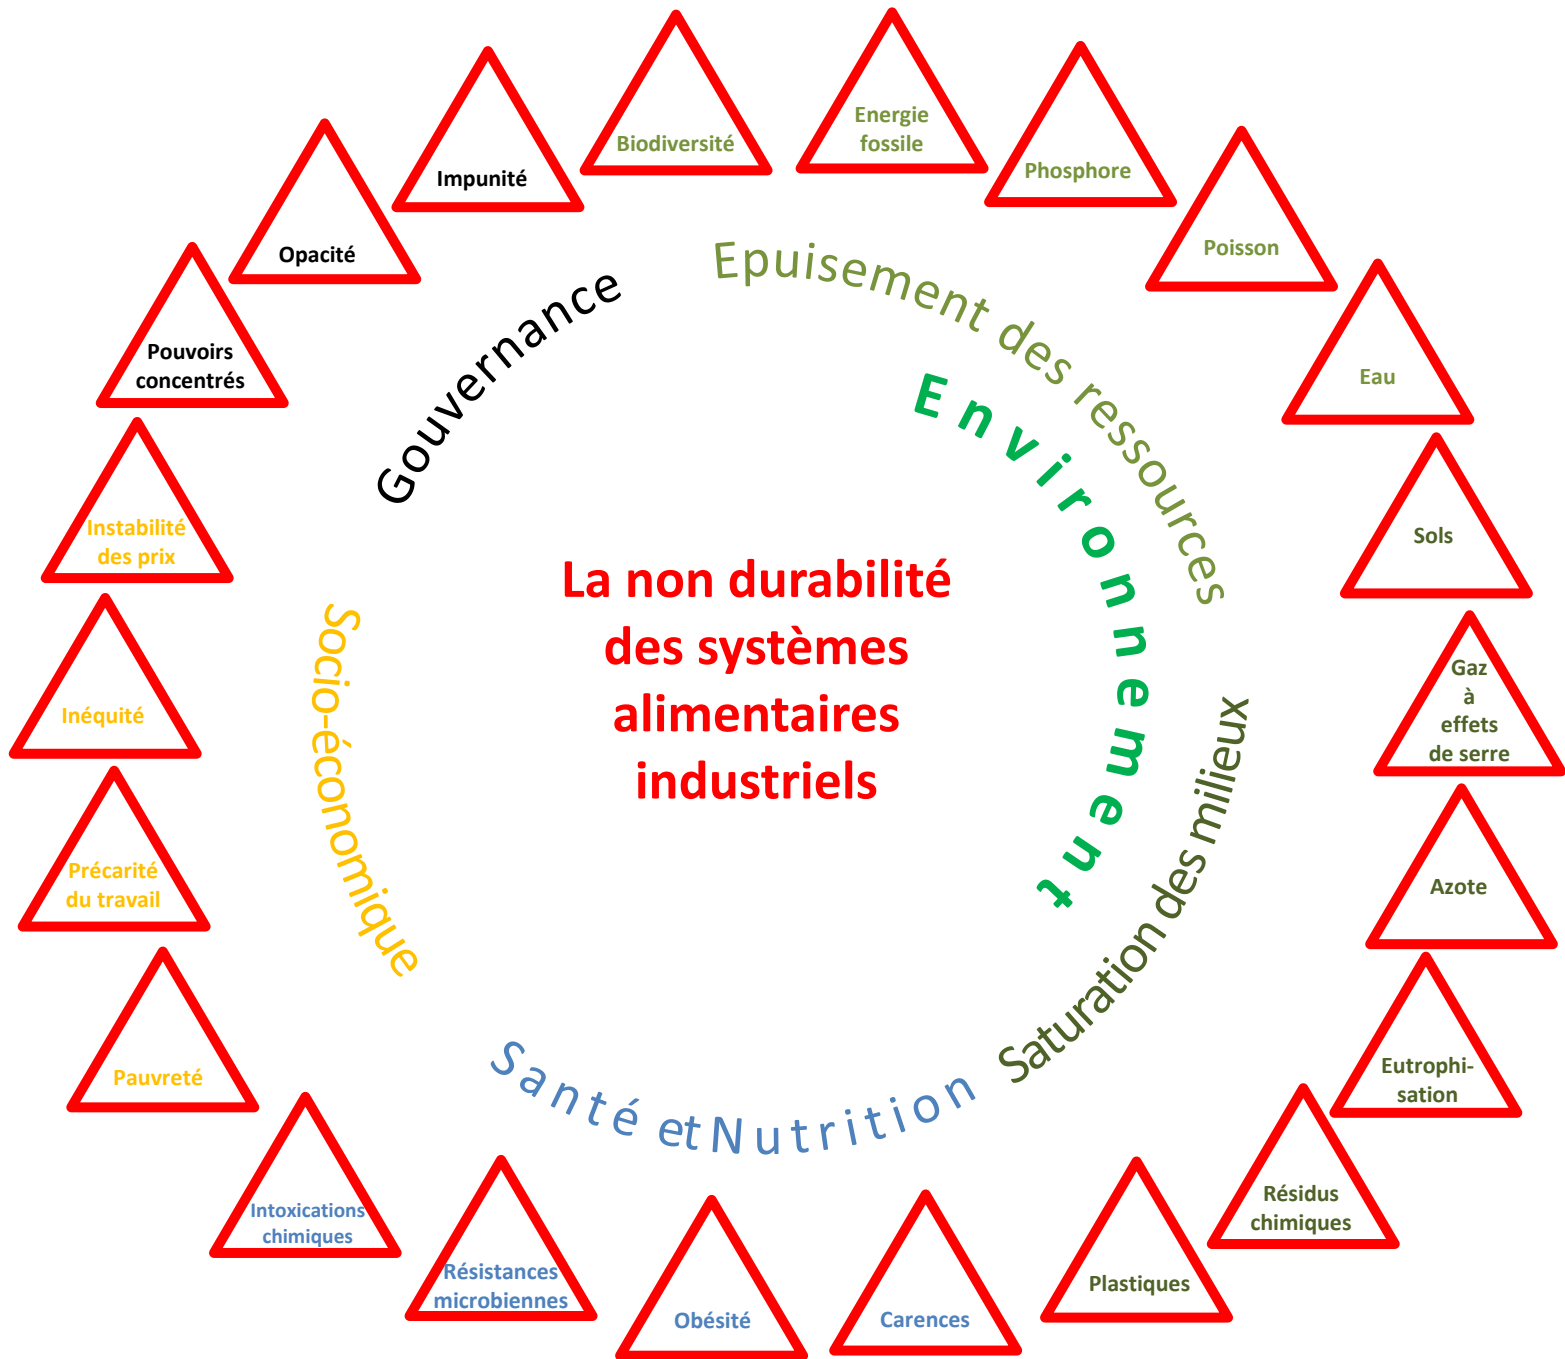 Biodiversité
Energie
fossile
Phosphore
Poisson
Eau
Sols
Gaz
à
effets
de serre
Azote
Eutrophi-
sation
Résidus
chimiques
Plastiques
Carences
Obésité
Résistances
microbiennes
Intoxications
chimiques
Pauvreté
Précarité
du travail
Inéquité
Instabilité
des prix
Pouvoirs
concentrés
Opacité
Impunité
Gouvernance
Epuisement des ressources
Environnement
Saturation des milieux
Santé et Nutrition
Socio-économique
La non durabilité
des systèmes
alimentaires
industriels